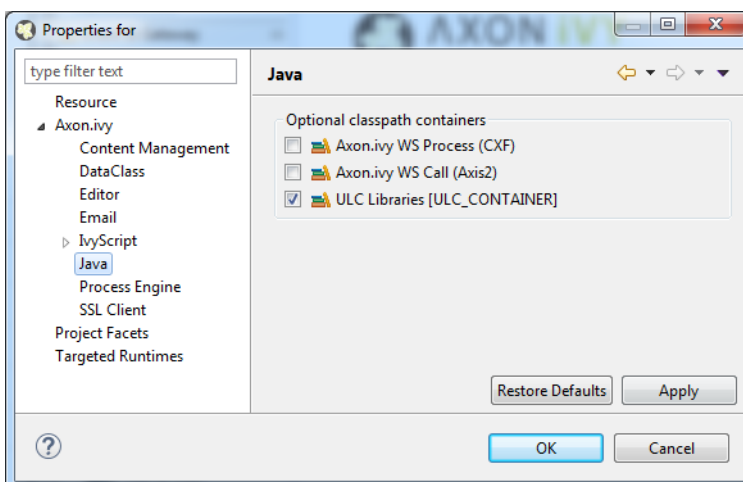 Properties for
AXON IVY
type filter text
Resource
Axon.ivy
Content Management
DataClass
Editor
Email
IvyScript
Java
Process Engine
SSL Client
Project Facets
Targeted Runtimes
Java
Optional classpath containers
Axon.ivy WS Process (CXF)
Axon.ivy WS Call (Axis2)
ULC Libraries [ULC_CONTAINER]
Restore Defaults
Apply
?
OK
Cancel